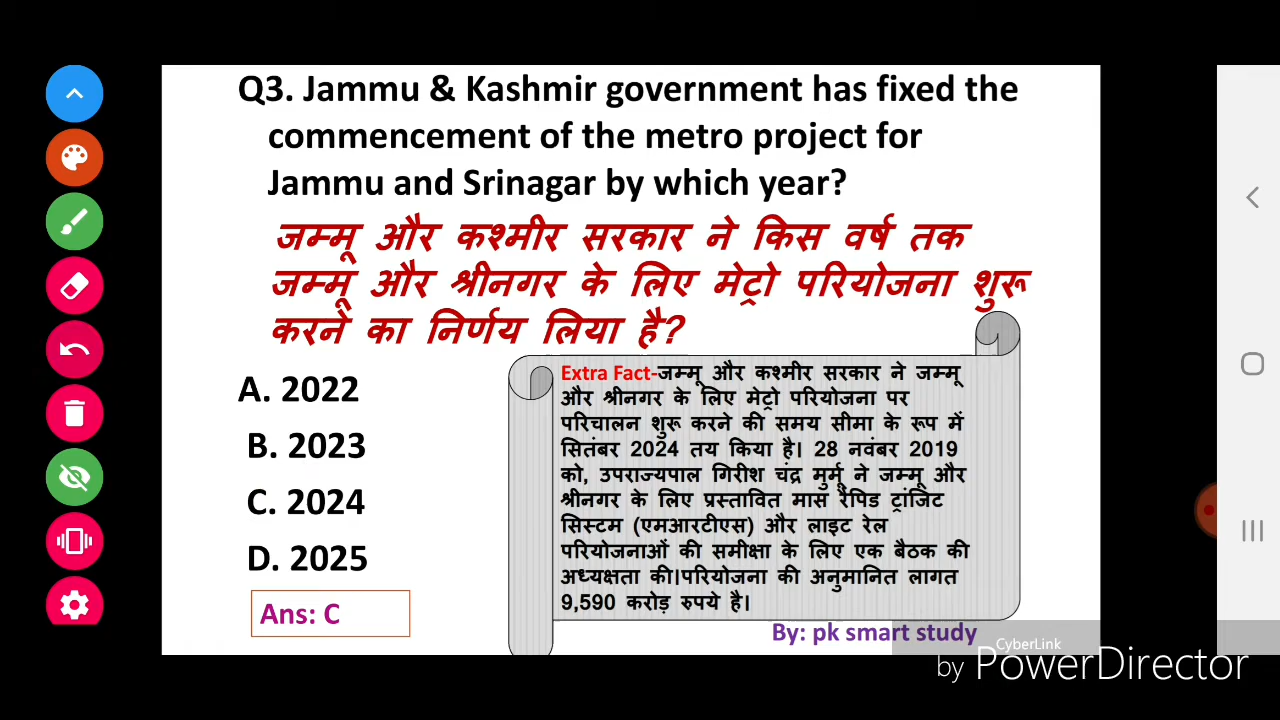 Q3. Jammu & Kashmir government has fixed the
commencement of the metro project for
Jammu and Srinagar by which year?
जम्मू और कश्मीर सरकार ने किस वर्ष तक
जम्मू और श्रीनगर के लिए मेट्रो परियोजना शुरू
करने का निर्णय लिया है?
A. 2022
B. 2023
C. 2024
D. 2025
Ans: C
Extra Fact-जम्मू और कश्मीर सरकार ने जम्मू
और श्रीनगर के लिए मेट्रो परियोजना पर
परिचालन शुरू करने की समय सीमा के रूप में
सितंबर 2024 तय किया है। 28 नवंबर 2019
को, उपराज्यपाल गिरीश चंद्र मुर्मू ने जम्मू और
श्रीनगर के लिए प्रस्तावित मास रैपिड ट्रांजिट
सिस्टम (एमआरटीएस) और लाइट रेल
परियोजनाओं की समीक्षा के लिए एक बैठक की
अध्यक्षता की।परियोजना की अनुमानित लागत
9,590 करोड़ रुपये है।
By: pk smart study
CyberLink
by PowerDirector